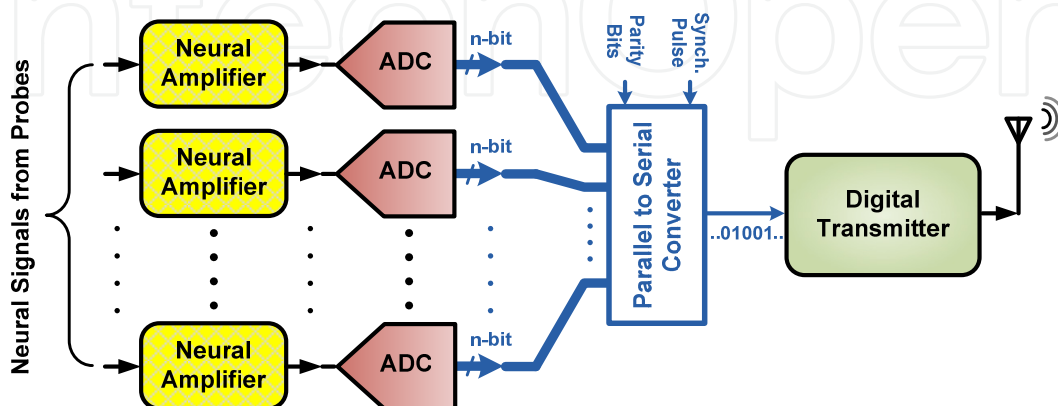 Neural Signals from Probes
Neural
Amplifier
ADC
n-bit
Neural
Amplifier
ADC
n-bit
Neural
Amplifier
ADC
n-bit
Parity
Bits
Synch.
Pulse
Parallel to Serial
Converter
..01001..
Digital
Transmitter
ntechOpen